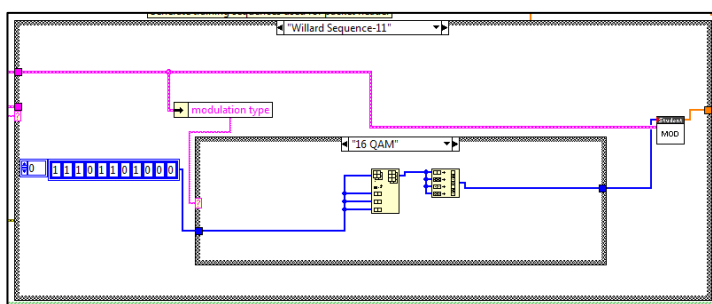 "Willard Sequence-11"
modulation type
Student
MOD
"16 QAM"
0 1 1 1 0 1 1 0 1 0 0 0